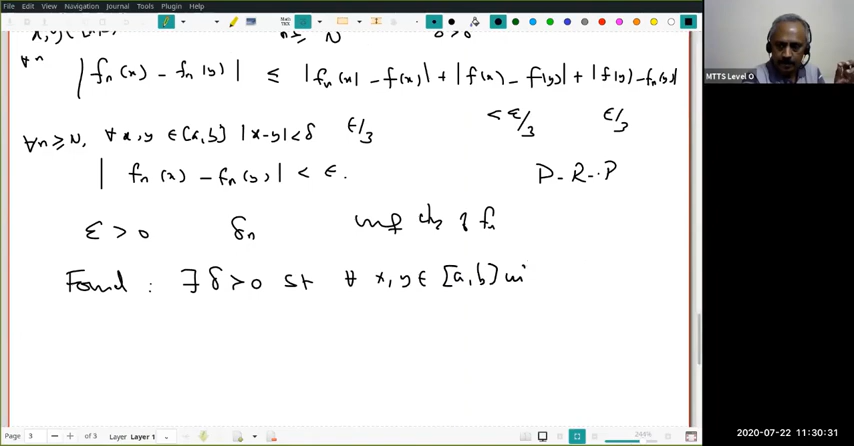 File Edit View Navigation Journal Tools Plugin Help
N δ > 0
∀n
| fn(x) - fn(y) | ≤ |fn(x) - f(x)| + |f(x) - f(y)| + |f(y) - fn(y)|
∀n ≥ N, ∀ x, y ∈ [a,b] |x-y| < δ ε/3 < ε/3 ε/3
| fn(x) - fn(y) | < ε. D-R-P
ε > 0 δn unif cty of fn
Found : ∃ δ > 0 st ∀ x, y ∈ [a,b] wi
MTTS Level O
Page 3 of 3 Layer Layer 1 244%
2020-07-22 11:30:31